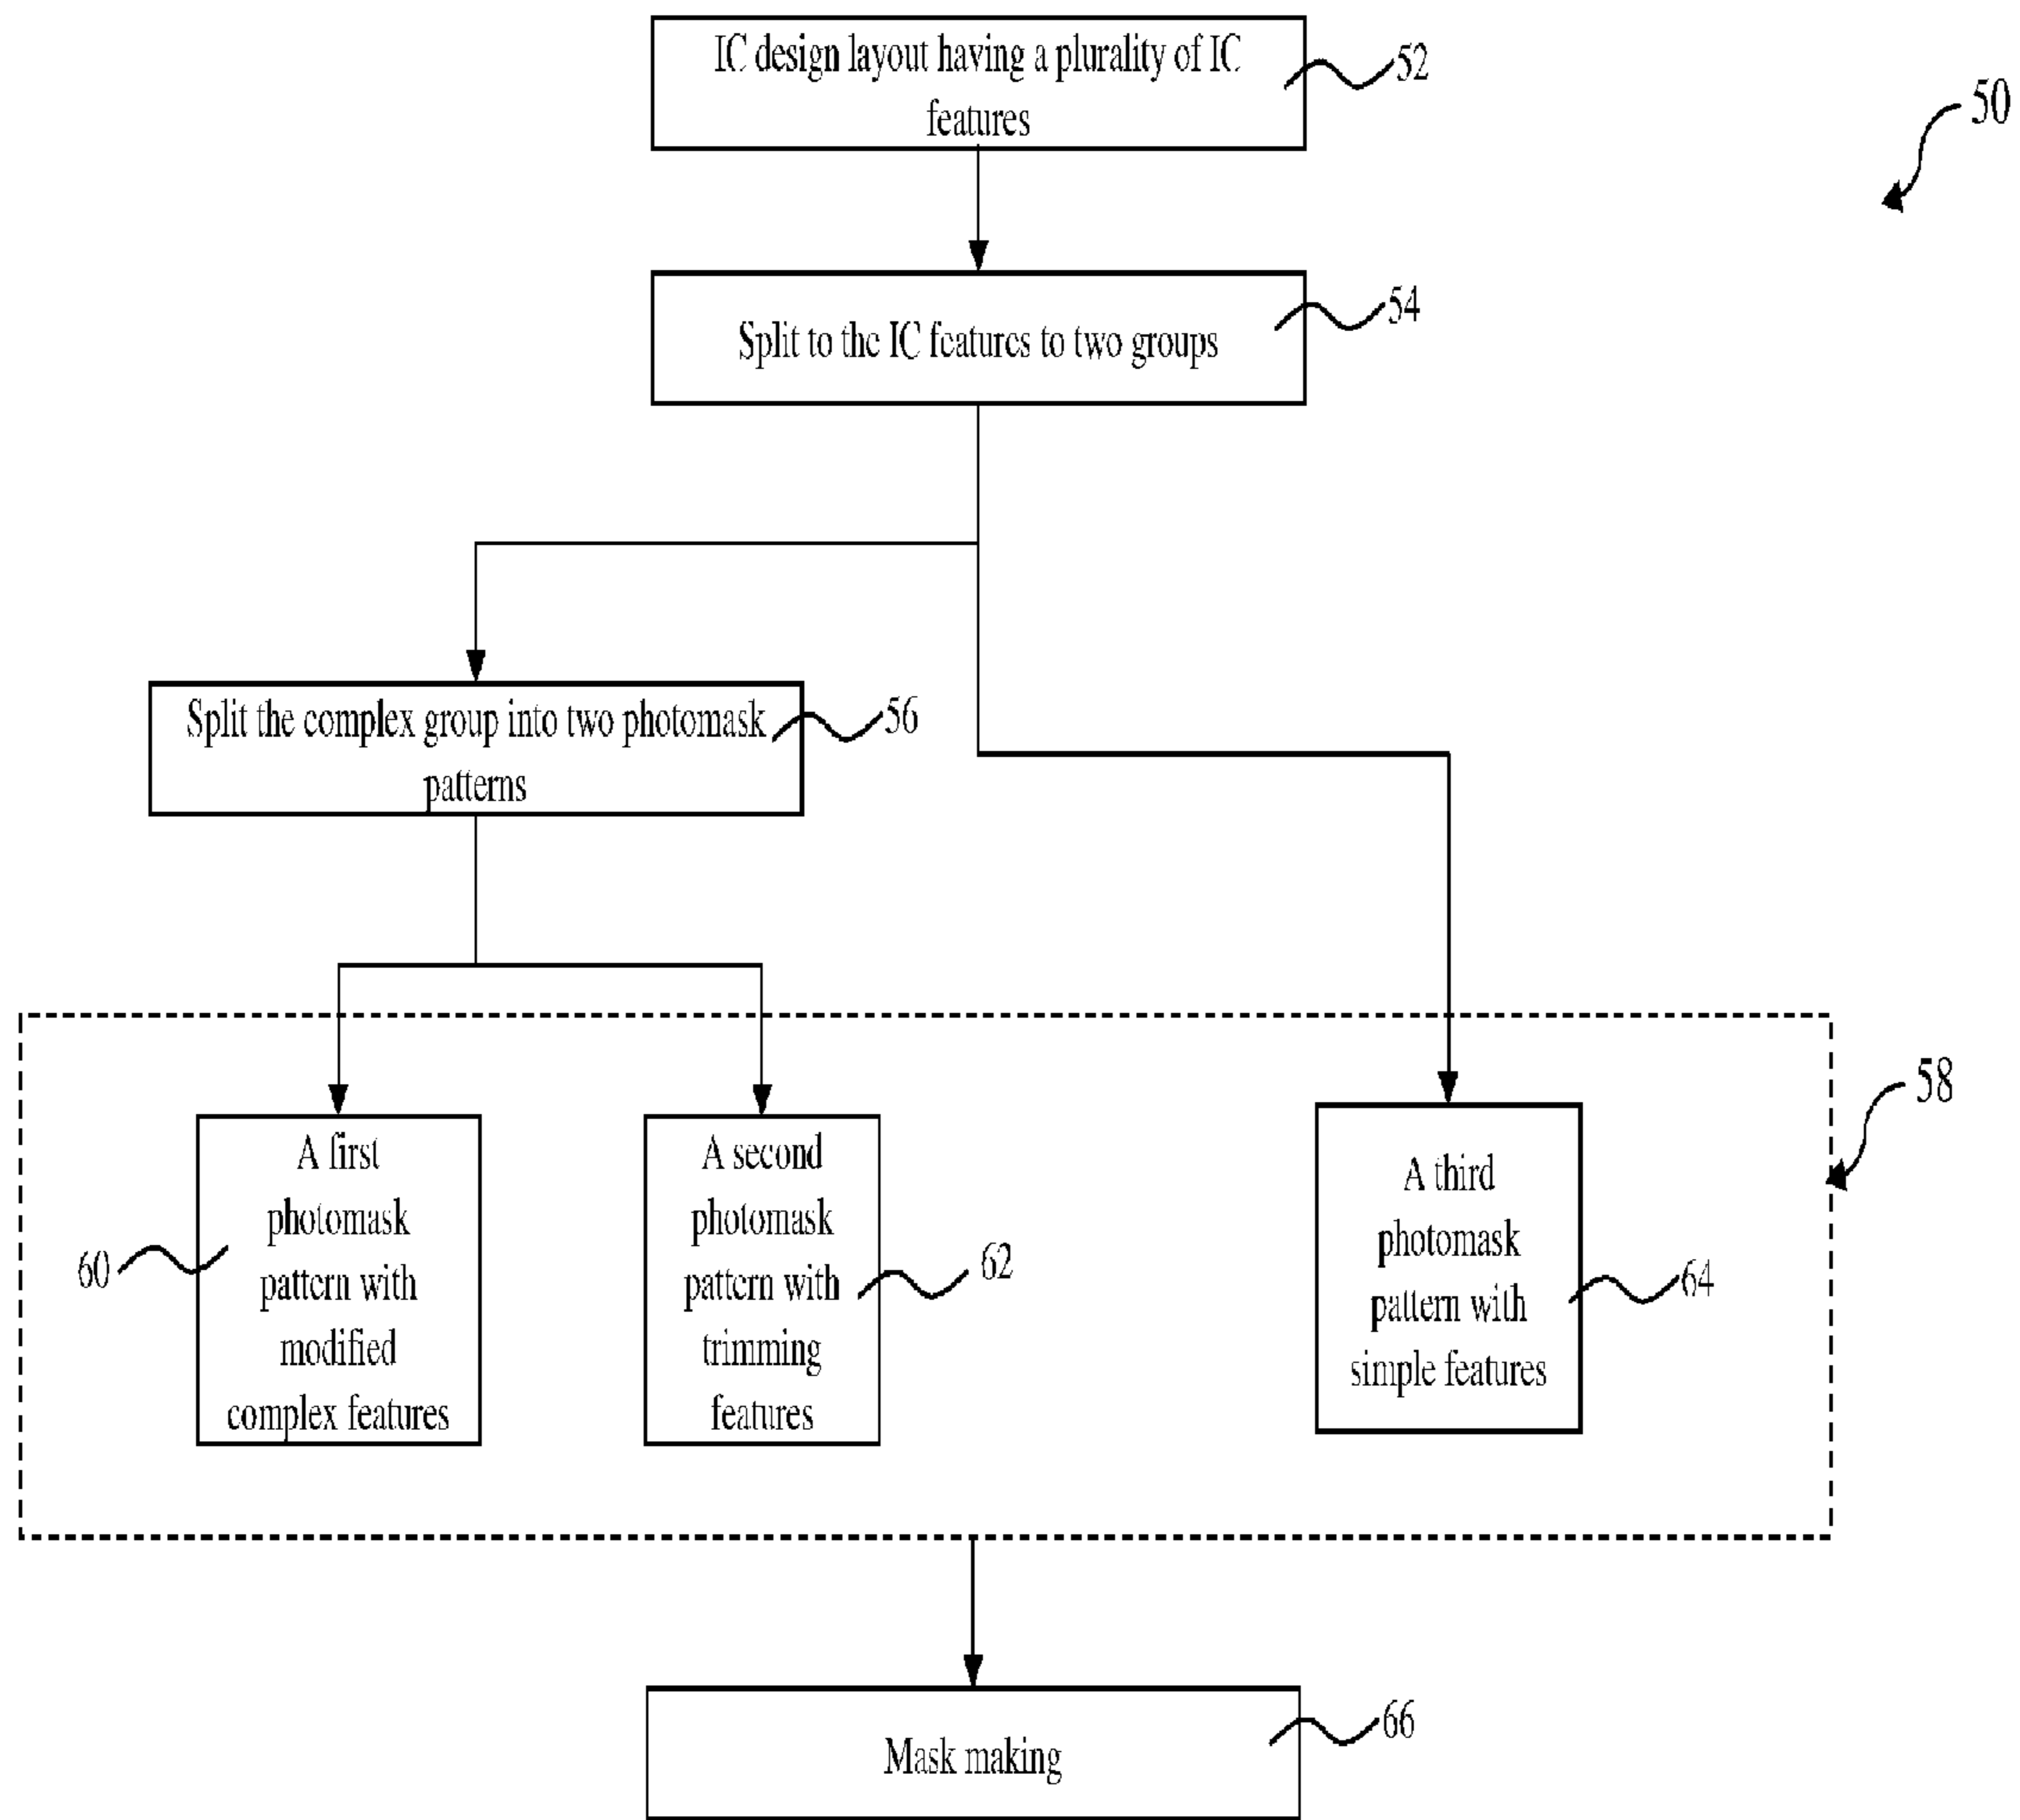 IC design layout having a plurality of IC
features
52
50
Split to the IC features to two groups
54
Split the complex group into two photomask
patterns
56
58
A first
photomask
pattern with
modified
complex features
60
A second
photomask
pattern with
trimming
features
62
A third
photomask
pattern with
simple features
64
Mask making
66